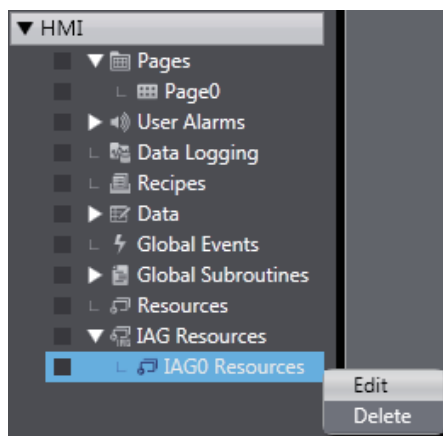 HMI
Pages
Page0
User Alarms
Data Logging
Recipes
Data
Global Events
Global Subroutines
Resources
IAG Resources
IAG0 Resources
Edit
Delete